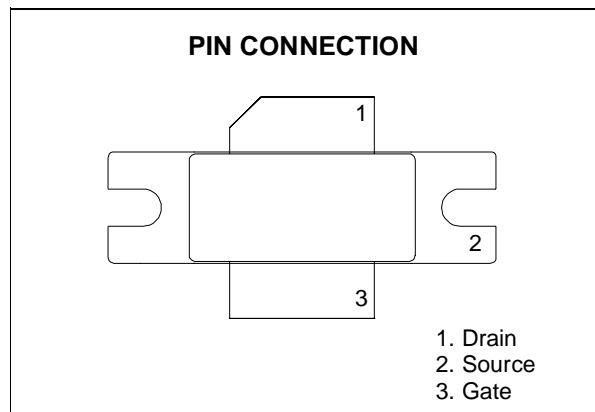 PIN CONNECTION
1
2
3
1. Drain
2. Source
3. Gate